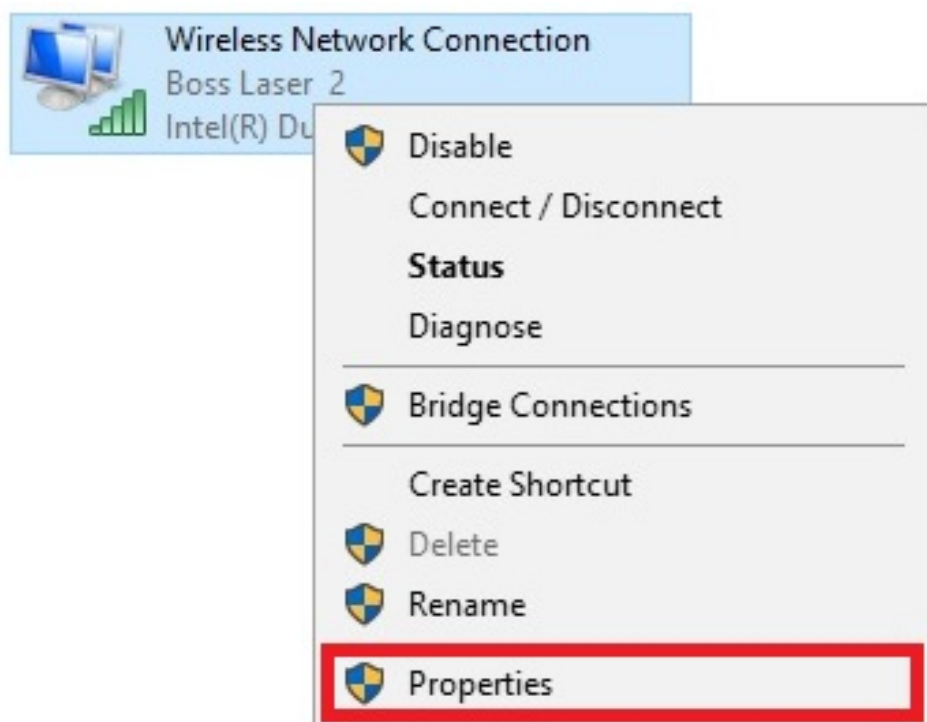 Wireless Network Connection
Boss Laser 2
Intel(R)
Disable
Connect / Disconnect
Status
Diagnose
Bridge Connections
Create Shortcut
Delete
Rename
Properties